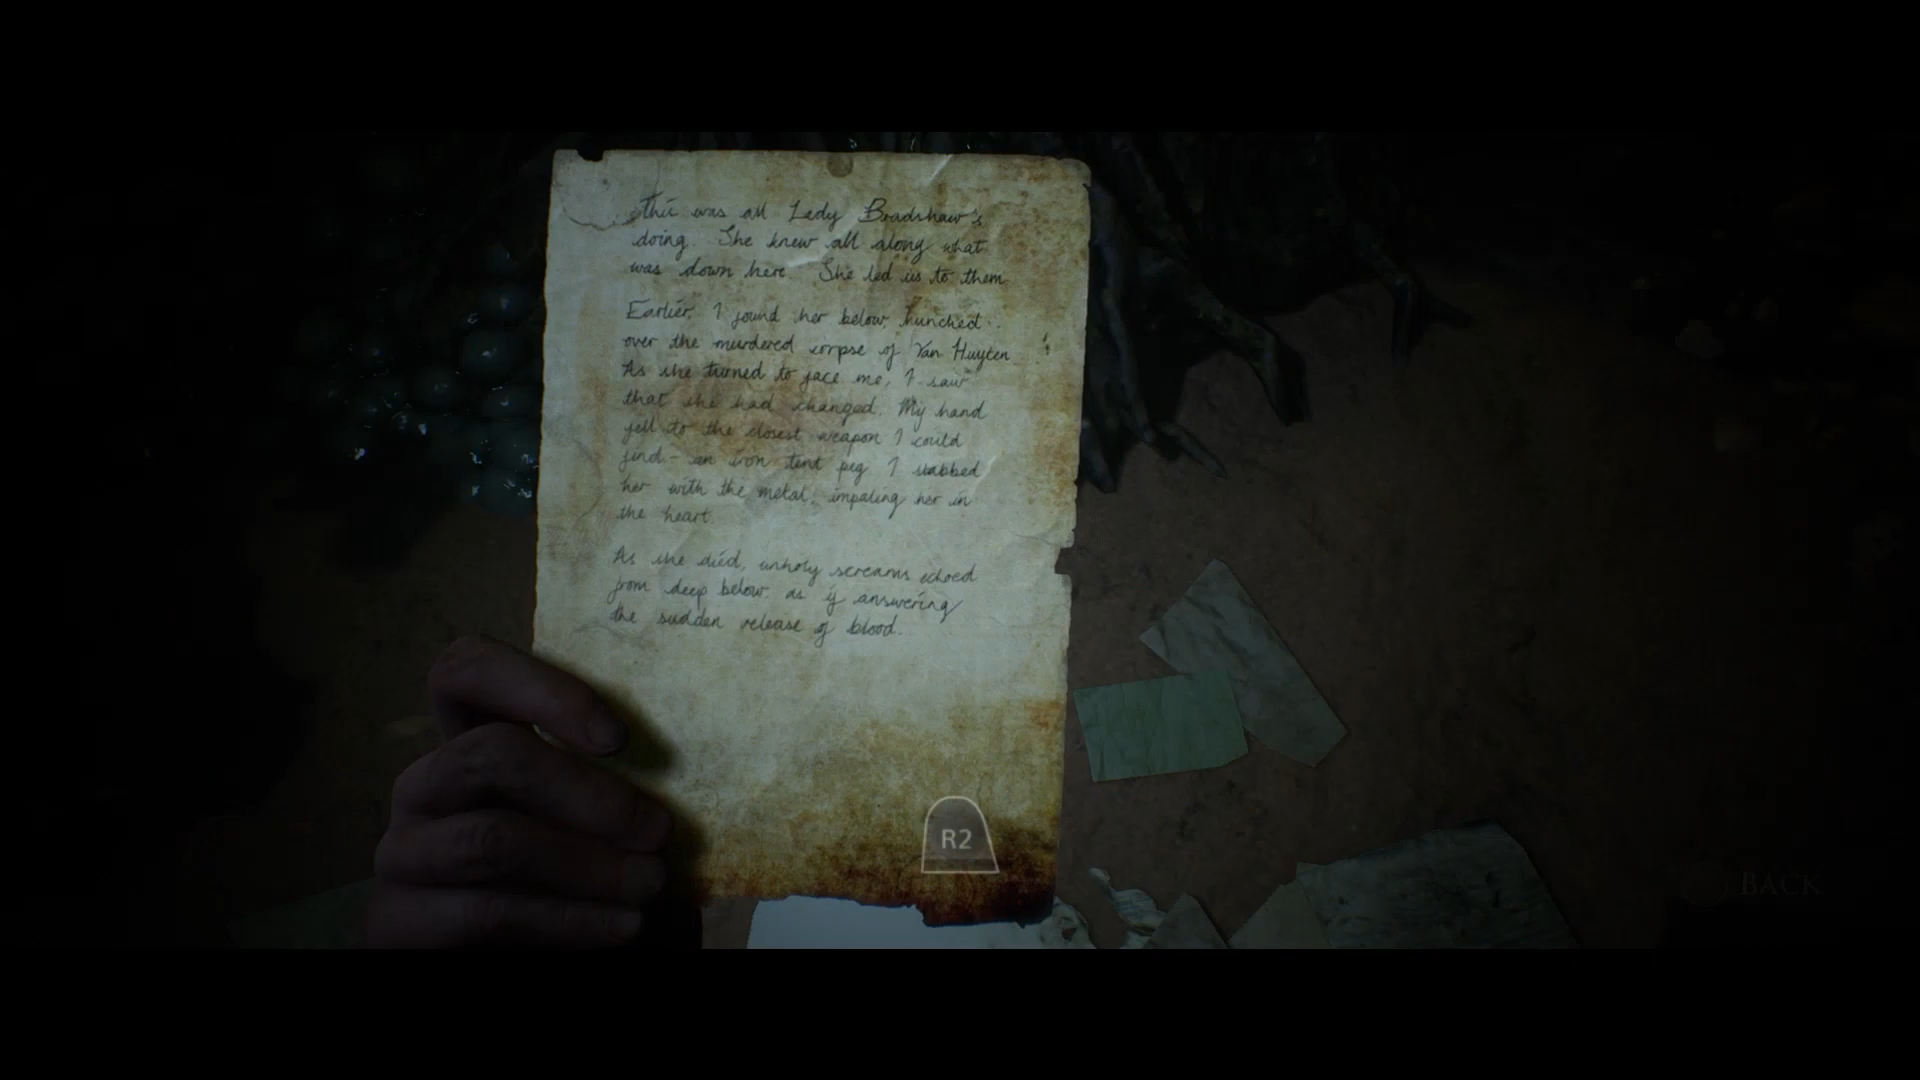 This was all Lady Bradshaw's
doing. She knew all along what
was down here. She led us to them
Earlier, I found her below, hunched
over the murdered corpse of Van Huyten
As she turned to face me, I saw
that she had changed. My hand
fell to the closest weapon I could
find - an iron tent peg. I stabbed
her with the metal, impaling her in
the heart.
As she died, unholy screams echoed
from deep below, as if answering
the sudden release of blood.
R2
BACK